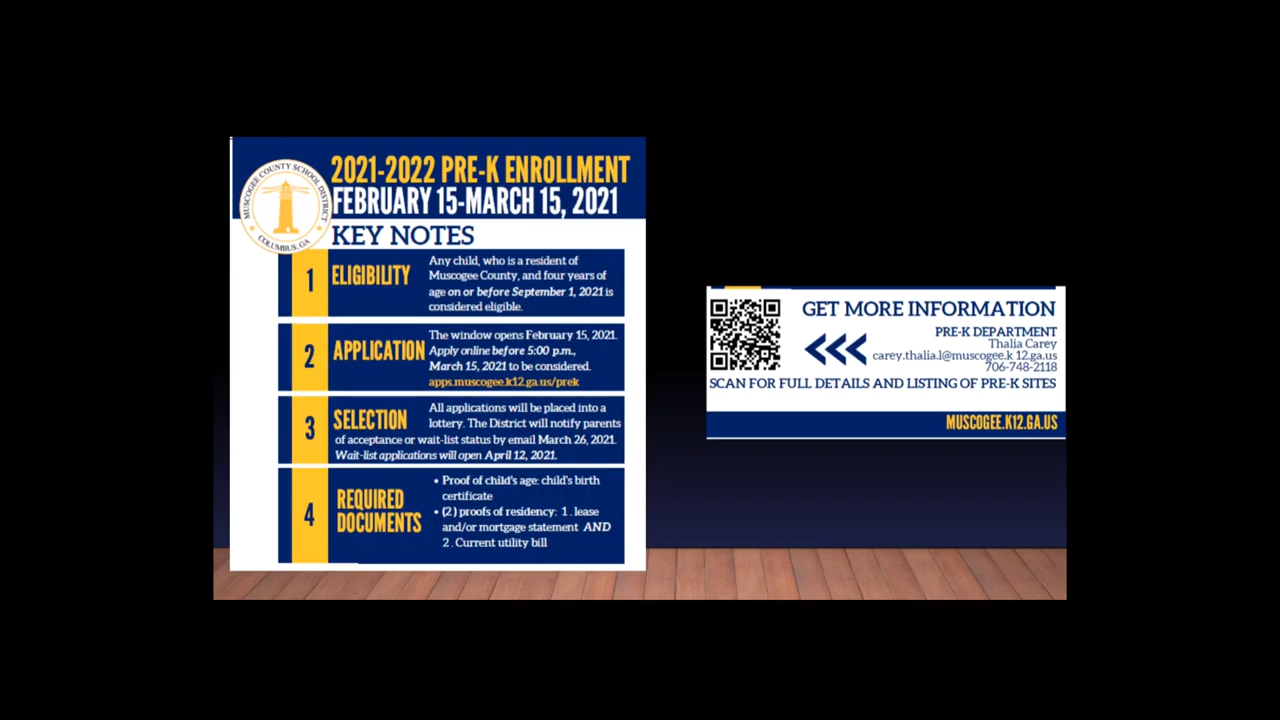 2021-2022 PRE-K ENROLLMENT
FEBRUARY 15-MARCH 15, 2021
MUSCOGEE COUNTY SCHOOL DISTRICT
COLUMBUS, GA
KEY NOTES
1
ELIGIBILITY
Any child, who is a resident of
Muscogee County, and four years of
age on or before September 1, 2021 is
considered eligible.
2
APPLICATION
The window opens February 15, 2021.
Apply online before 5:00 p.m.,
March 15, 2021 to be considered.
apps.muscogee.k12.ga.us/prek
3
SELECTION
All applications will be placed into a
lottery. The District will notify parents
of acceptance or wait-list status by email March 26, 2021.
Wait-list applications will open April 12, 2021.
4
REQUIRED
DOCUMENTS
• Proof of child's age: child's birth
certificate
• (2) proofs of residency: 1. lease
and/or mortgage statement AND
2. Current utility bill
GET MORE INFORMATION
PRE-K DEPARTMENT
Thalia Carey
carey.thalia.l@muscogee.k 12.ga.us
706-748-2118
SCAN FOR FULL DETAILS AND LISTING OF PRE-K SITES
MUSCOGEE.K12.GA.US